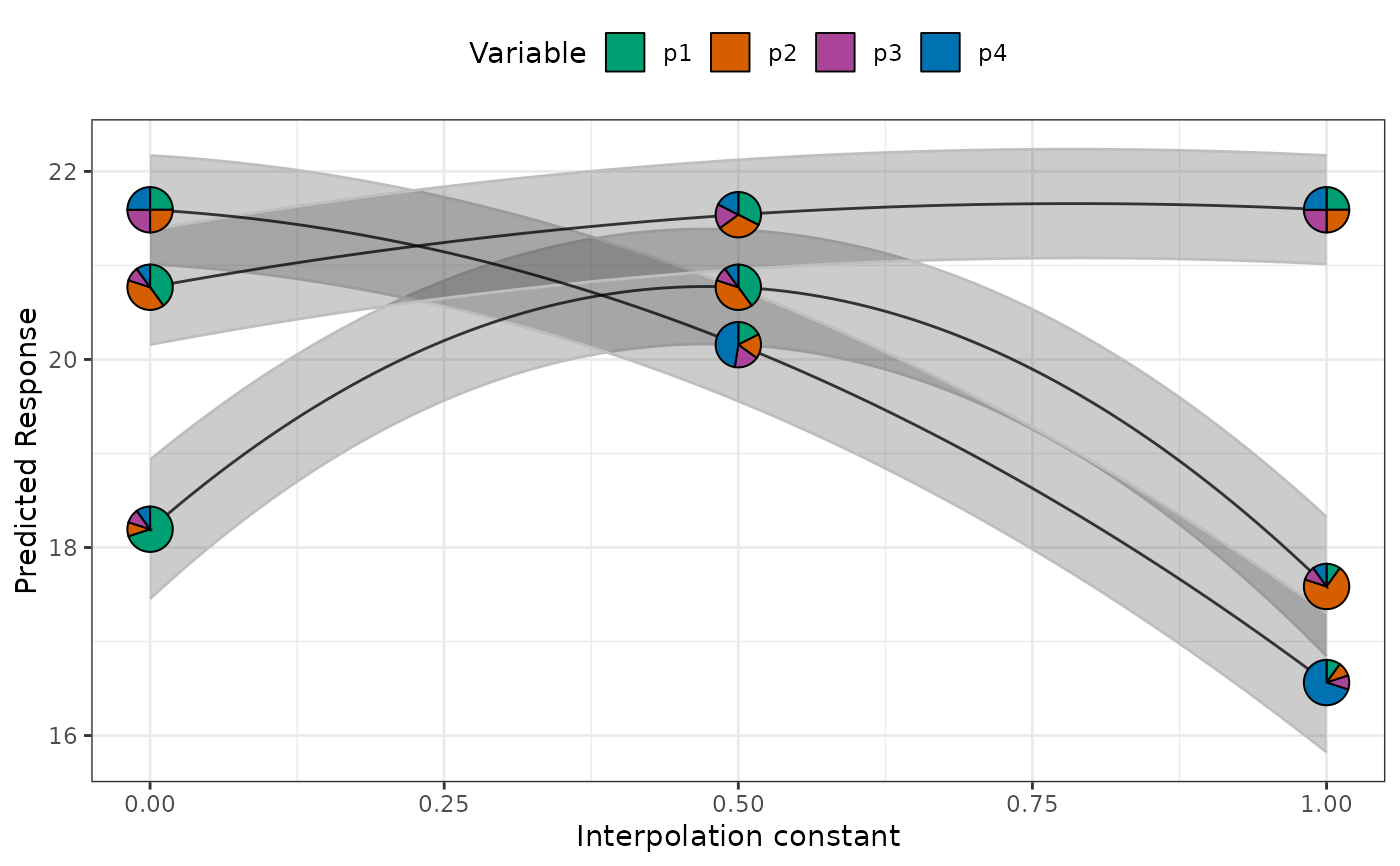 Variable p1 p2 p3 p4
Predicted Response
22
20
18
16
0.00 0.25 0.50 0.75 1.00
Interpolation constant